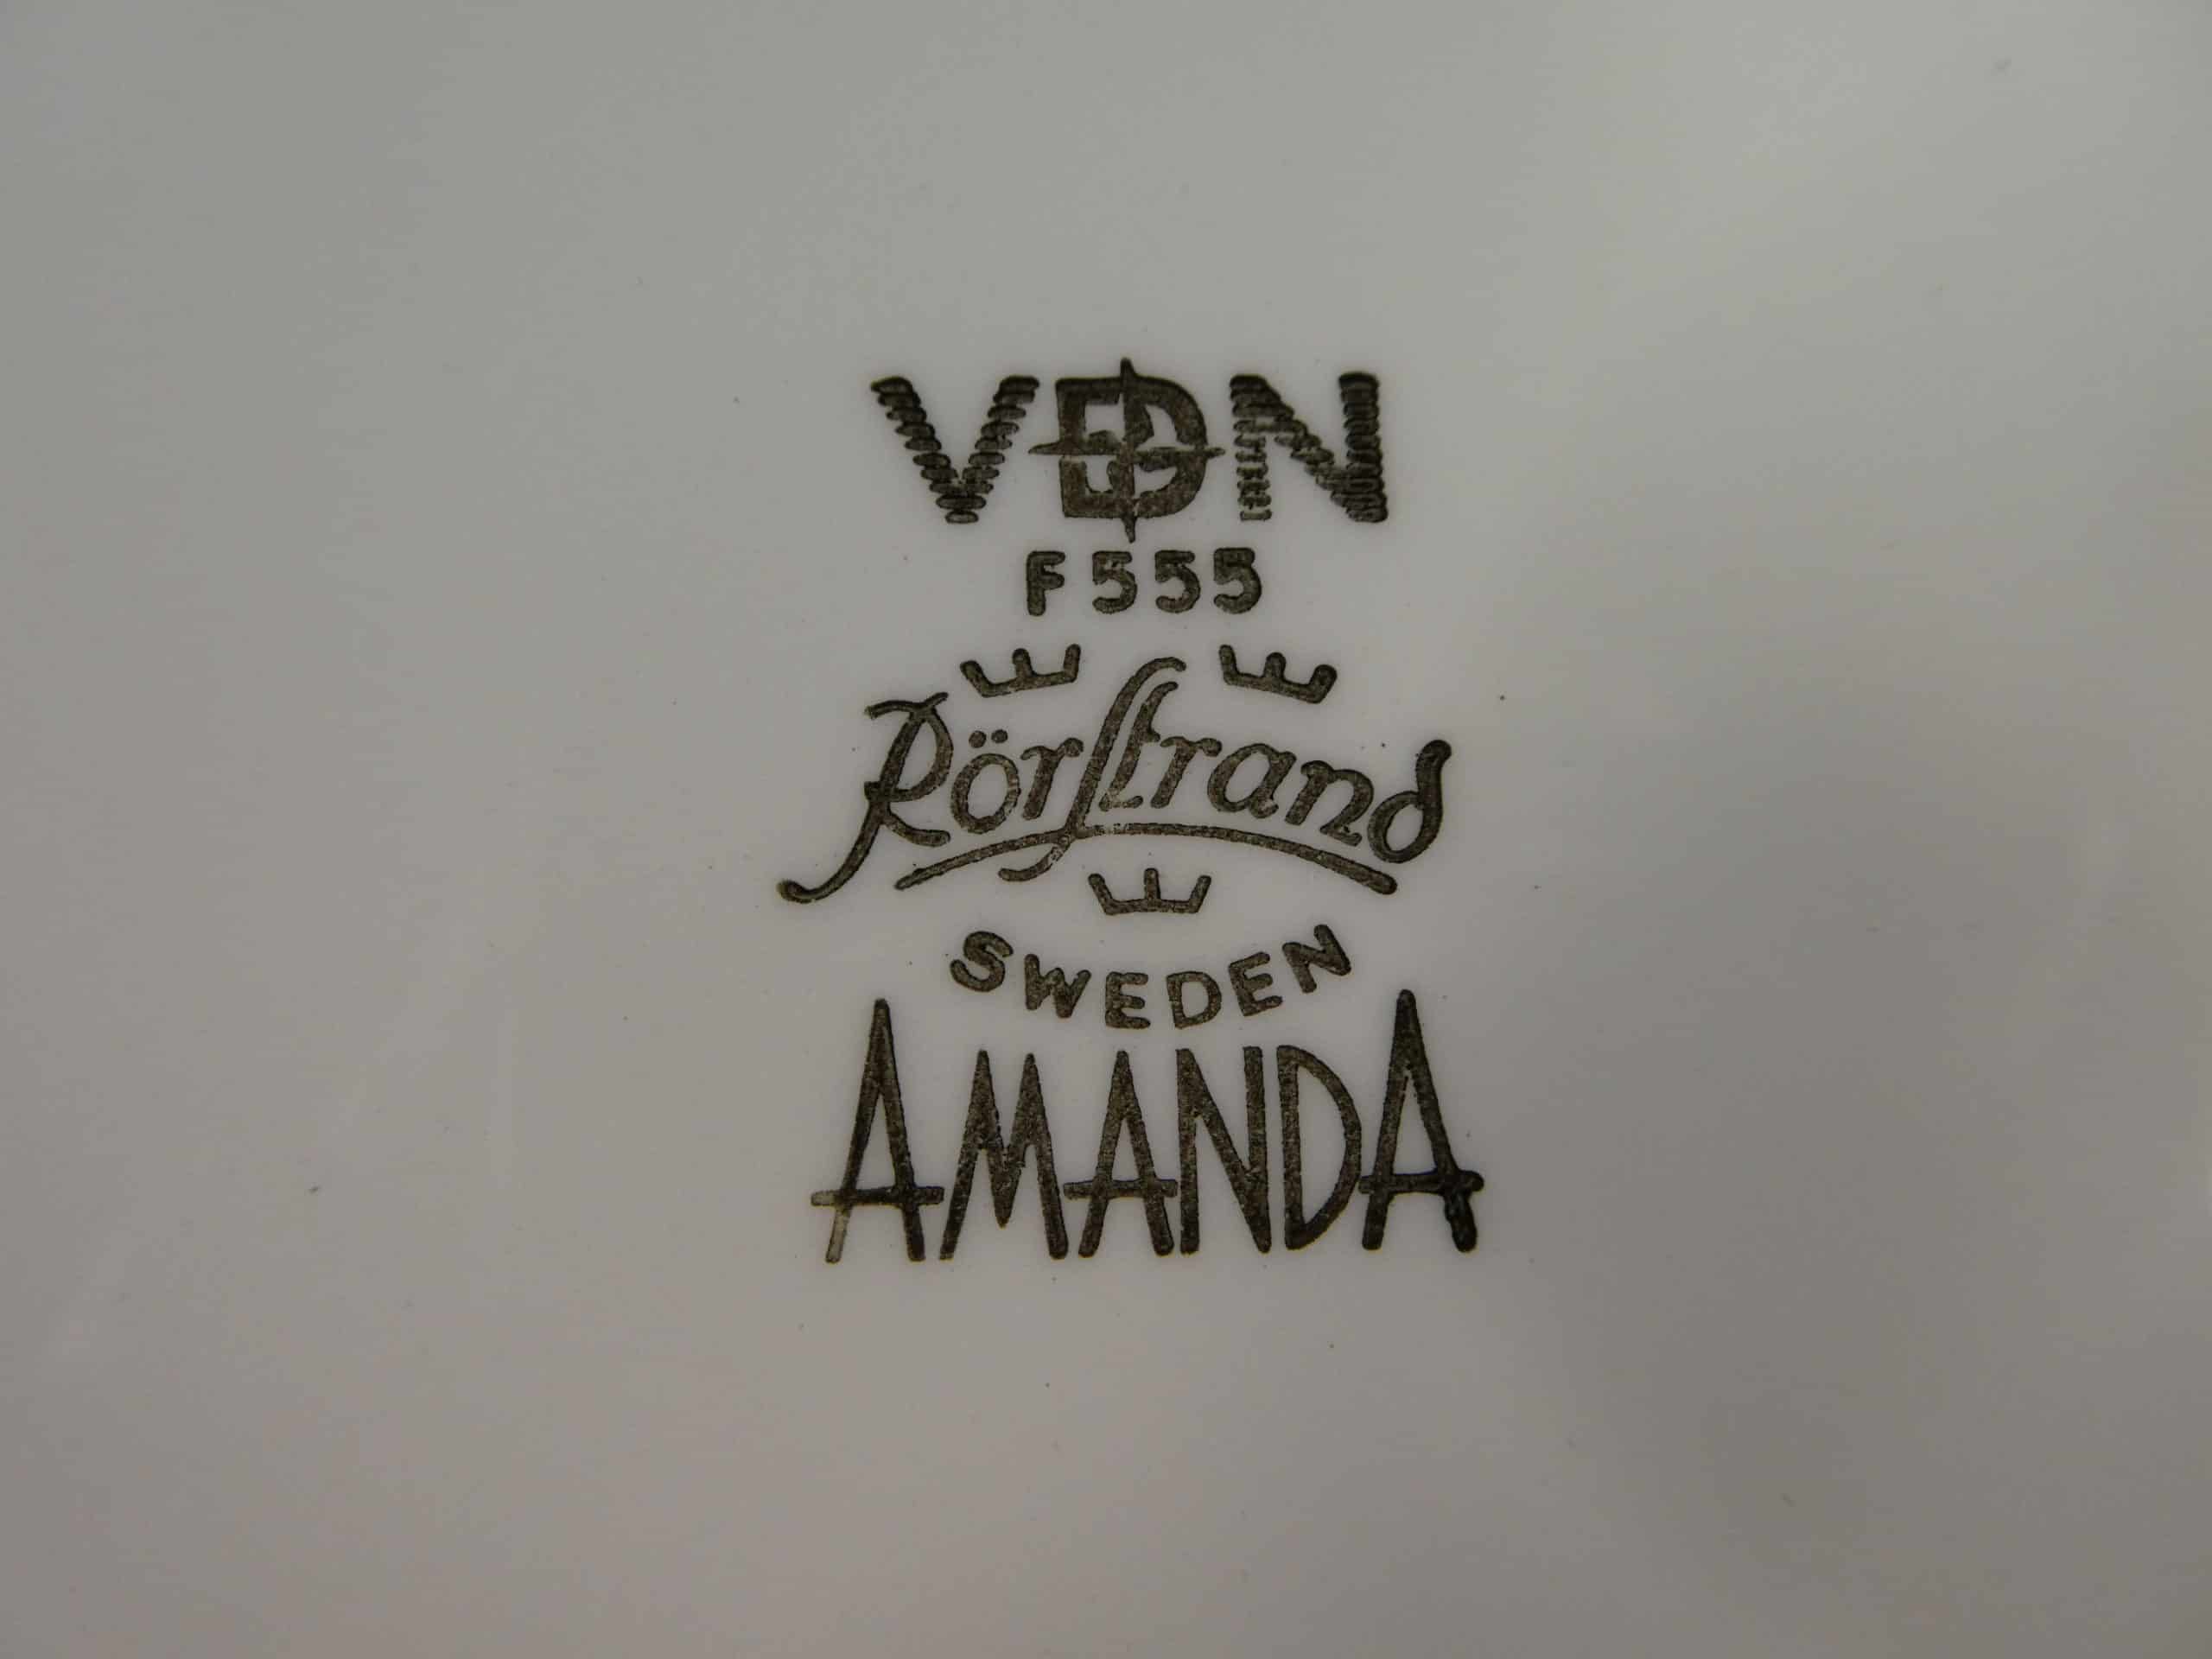 VDN
F555
Rörstrand
SWEDEN
AMANDA